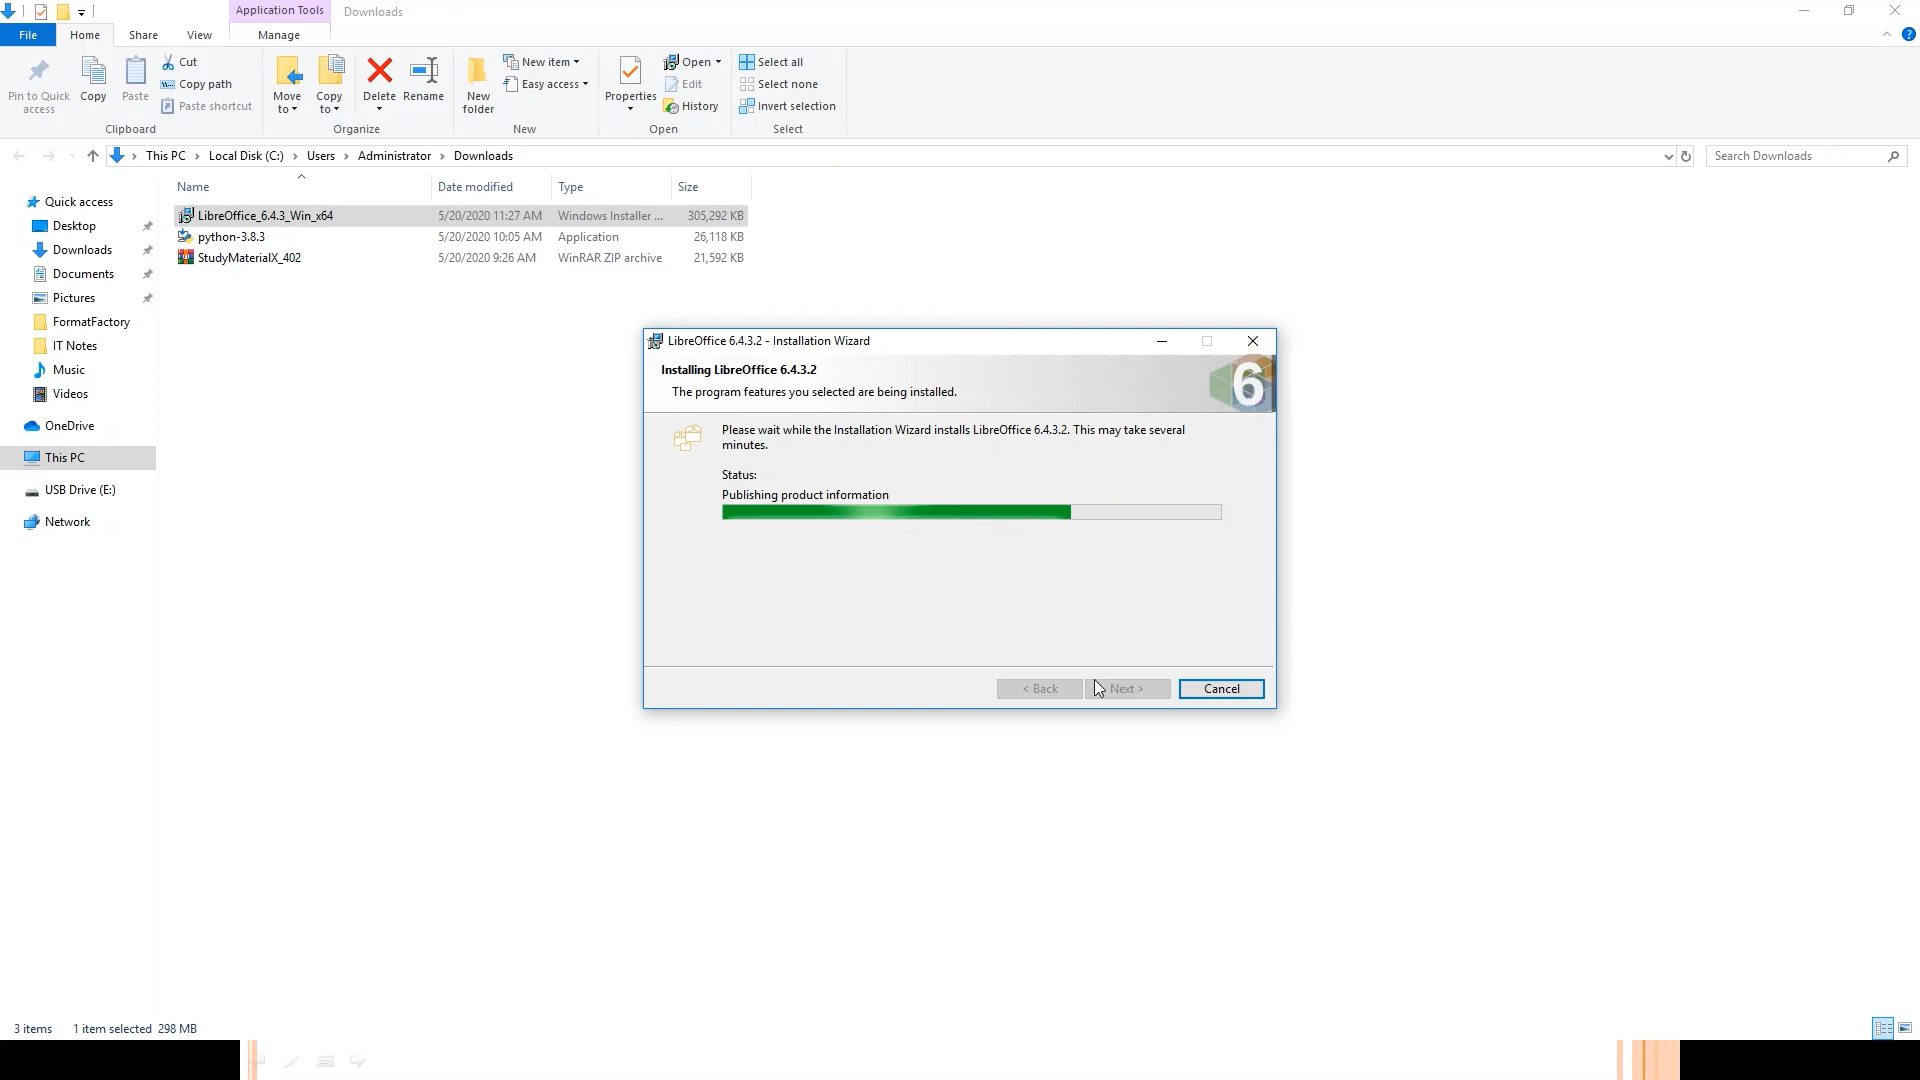 Application Tools
Downloads
File
Home
Share
View
Manage
Pin to Quick
access
Copy
Paste
Cut
Copy path
Paste shortcut
Clipboard
Move
to
Copy
to
Delete
Rename
Organize
New
folder
New item
Easy access
New
Properties
Open
Edit
History
Open
Select all
Select none
Invert selection
Select
This PC > Local Disk (C:) > Users > Administrator > Downloads
Search Downloads
Name
Date modified
Type
Size
LibreOffice_6.4.3_Win_x64 5/20/2020 11:27 AM Windows Installer ... 305,292 KB
python-3.8.3 5/20/2020 10:05 AM Application 26,118 KB
StudyMaterialX_402 5/20/2020 9:26 AM WinRAR ZIP archive 21,592 KB
Quick access
Desktop
Downloads
Documents
Pictures
FormatFactory
IT Notes
Music
Videos
OneDrive
This PC
USB Drive (E:)
Network
LibreOffice 6.4.3.2 - Installation Wizard
Installing LibreOffice 6.4.3.2
The program features you selected are being installed.
6
Please wait while the Installation Wizard installs LibreOffice 6.4.3.2. This may take several
minutes.
Status:
Publishing product information
< Back
Next >
Cancel
3 items
1 item selected 298 MB